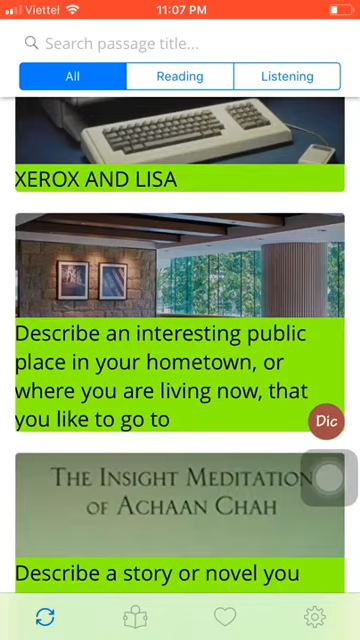 Viettel 11:07 PM
Search passage title...
All Reading Listening
XEROX AND LISA
Describe an interesting public
place in your hometown, or
where you are living now, that
you like to go to
Dic
THE INSIGHT MEDITATION
OF ACHAAN CHAH
Describe a story or novel you